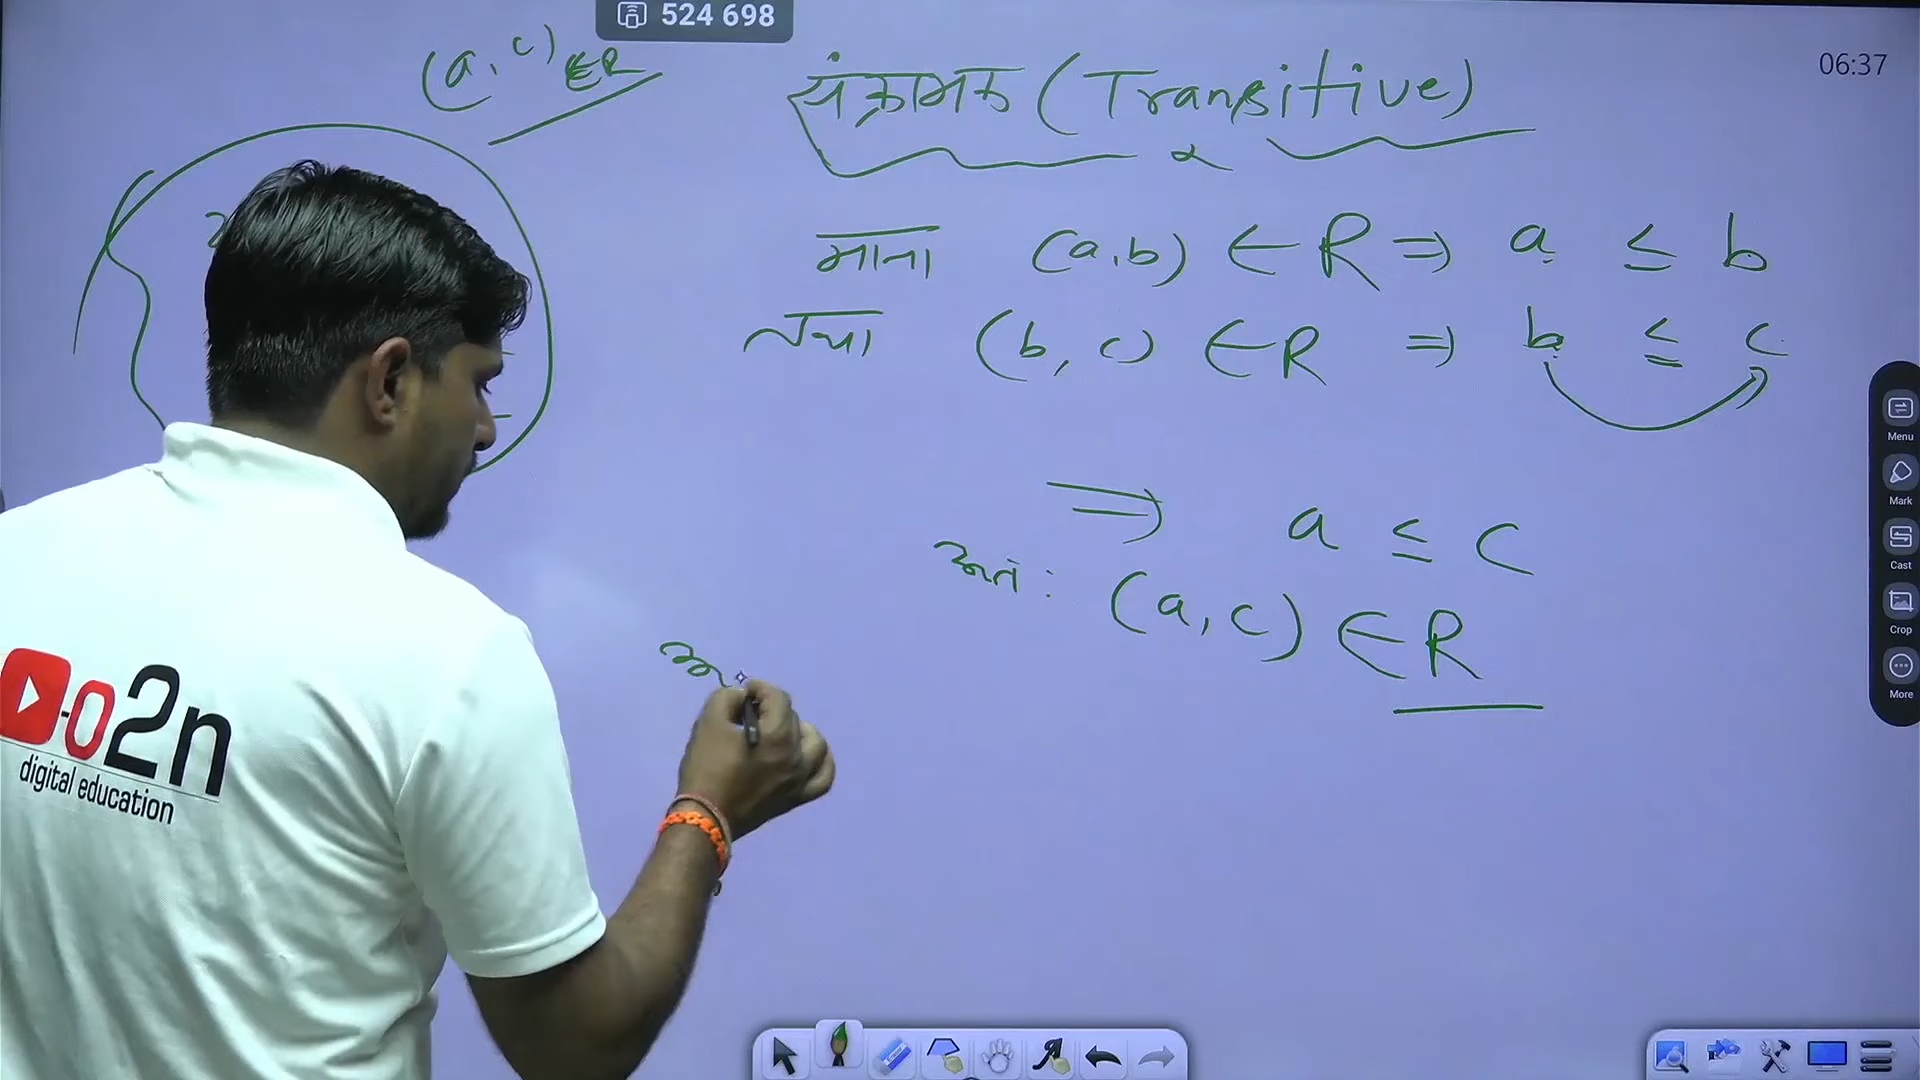 524 698
06:37
(a, c) ∈ R
संक्रामक (Transitive)
माना (a, b) ∈ R ⇒ a ≤ b
तथा (b, c) ∈ R ⇒ b ≤ c
⇒ a ≤ c
अतः (a, c) ∈ R
अ
o2n
digital education
Menu
Mark
Cast
Crop
More